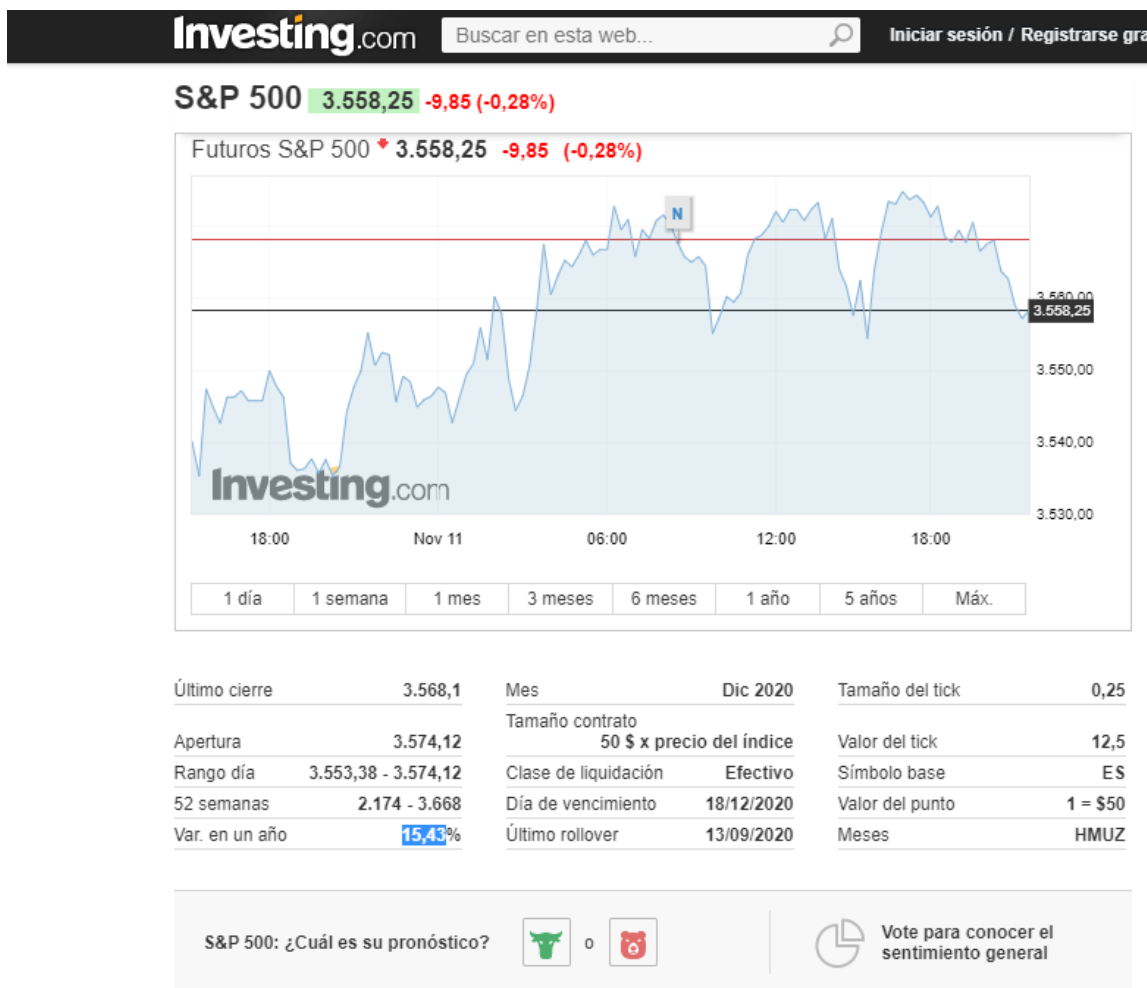 Investing.com
Buscar en esta web...
Iniciar sesión / Registrarse gra
S&P 500 3.558,25 -9,85 (-0,28%)
Futuros S&P 500 3.558,25 -9,85 (-0,28%)
N
3.560,00
3.558,25
3.550,00
3.540,00
3.530,00
Investing.com
18:00 Nov 11 06:00 12:00 18:00
1 día 1 semana 1 mes 3 meses 6 meses 1 año 5 años Máx.
Último cierre 3.568,1 Mes Dic 2020 Tamaño del tick 0,25
Tamaño contrato
Apertura 3.574,12 50 $ x precio del índice Valor del tick 12,5
Rango día 3.553,38 - 3.574,12 Clase de liquidación Efectivo Símbolo base ES
52 semanas 2.174 - 3.668 Día de vencimiento 18/12/2020 Valor del punto 1 = $50
Var. en un año 15,43% Último rollover 13/09/2020 Meses HMUZ
S&P 500: ¿Cuál es su pronóstico? o Vote para conocer el
sentimiento general